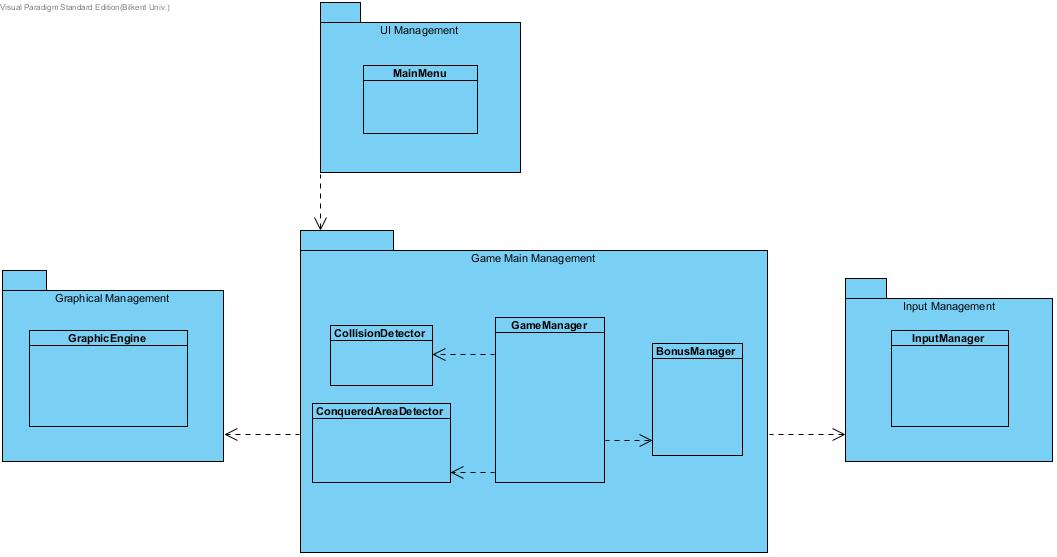 Visual Paradigm Standard Edition(Bilkent Univ.)
UI Management
MainMenu
Game Main Management
Graphical Management
GraphicEngine
CollisionDetector
ConqueredAreaDetector
GameManager
BonusManager
Input Management
InputManager